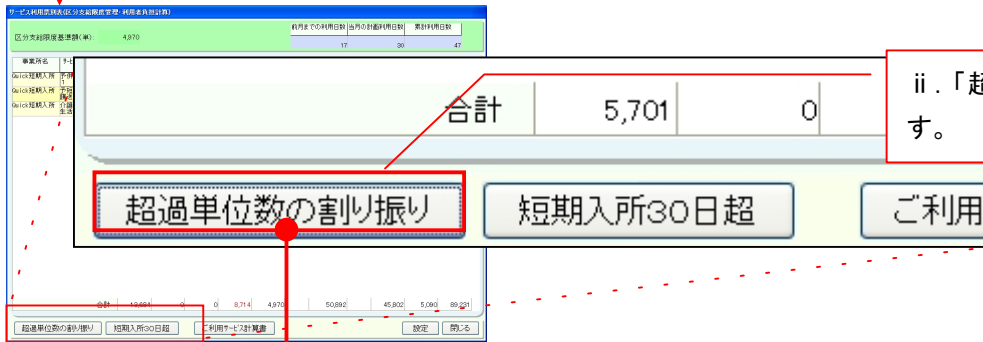 サービス利用票別表(区分支給限度管理・利用者負担計算)
区分支給限度基準額(単): 4,970
前月までの利用日数 当月の計画利用日数 累計利用日数
17 30 47
事業所名
Quick短期入所
Quick短期入所
Quick短期入所
合計 5,701 0
ⅱ.「超
す。
超過単位数の割り振り 短期入所30日超 ご利用
合計 13,684 0 0 8,714 4,970 50,892 45,802 5,090 89,231
超過単位数の割り振り 短期入所30日超 ご利用サービス計算書 設定 閉じる